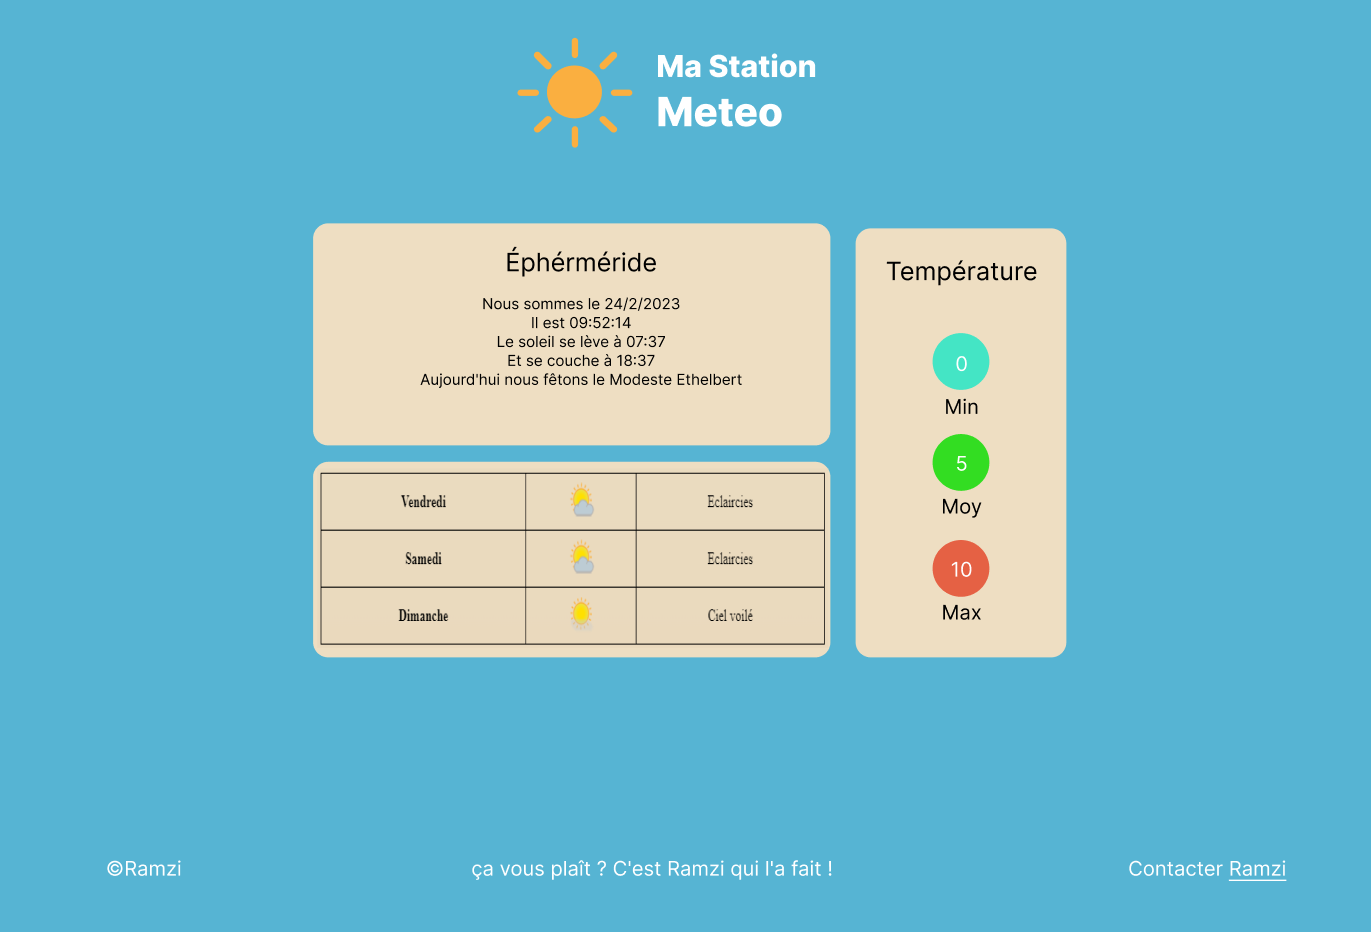 Ma Station
Meteo
Éphérméride
Nous sommes le 24/2/2023
Il est 09:52:14
Le soleil se lève à 07:37
Et se couche à 18:37
Aujourd'hui nous fêtons le Modeste Ethelbert
Vendredi Eclaircies
Samedi Eclaircies
Dimanche Ciel voilé
Température
0
Min
5
Moy
10
Max
©Ramzi
ça vous plaît ? C'est Ramzi qui l'a fait !
Contacter Ramzi